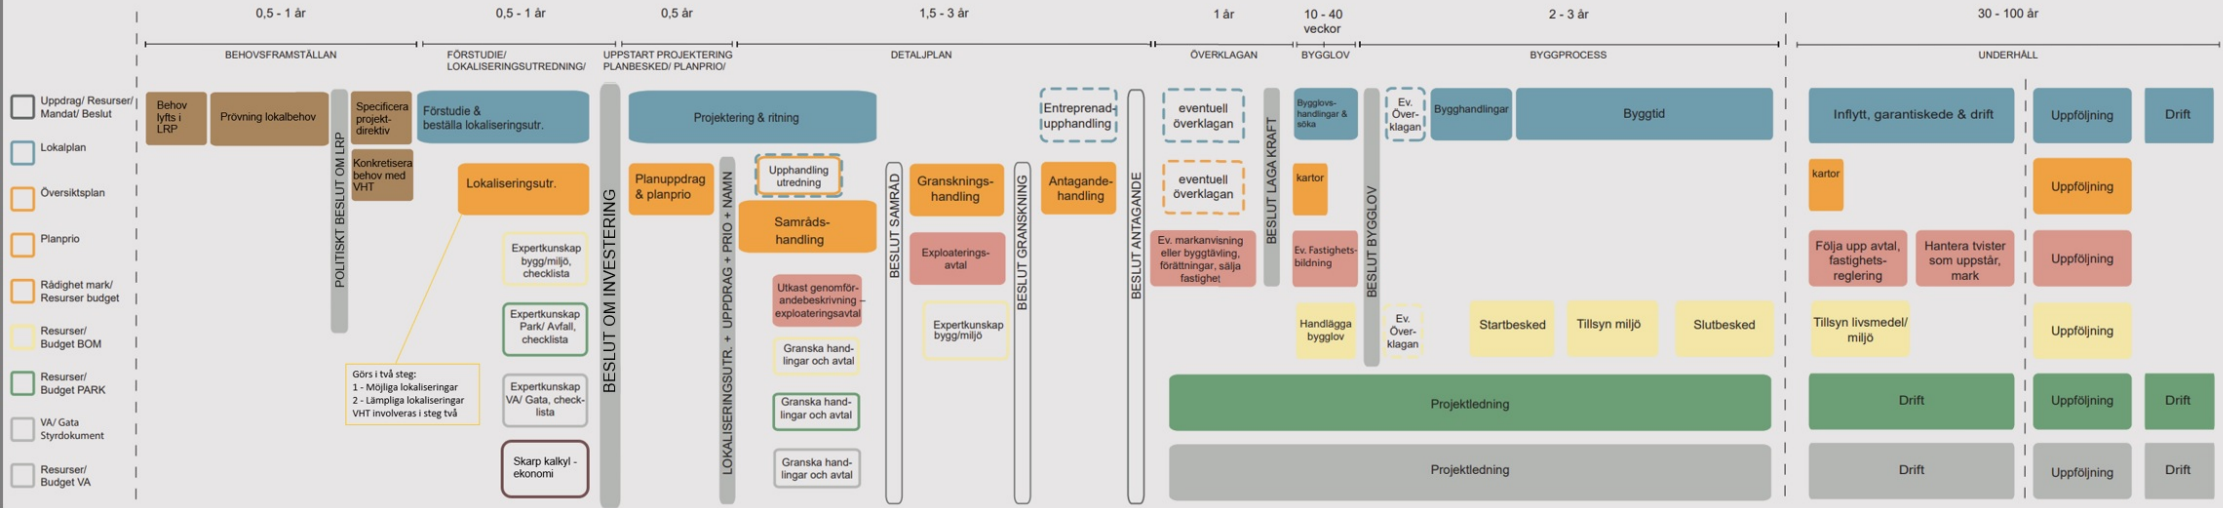 0,5 - 1 år
0,5 - 1 år
0,5 år
1,5 - 3 år
1 år
10 - 40
veckor
2 - 3 år
30 - 100 år
BEHOVSFRAMSTÄLLAN
FÖRSTUDIE/
LOKALISERINGSUTREDNING/
UPPSTART PROJEKTERING
PLANBESKED/ PLANPRIO/
DETALJPLAN
ÖVERKLAGAN
BYGGLOV
BYGGPROCESS
UNDERHÅLL
Uppdrag/ Resurser/
Mandat/ Beslut
Lokalplan
Översiktsplan
Planprio
Rådighet mark/
Resurser budget
Resurser/
Budget BOM
Resurser/
Budget PARK
VA/ Gata
Styrdokument
Resurser/
Budget VA
Behov
lyfts i
LRP
Prövning lokalbehov
POLITISKT BESLUT OM LRP
Specificera
projekt-
direktiv
Konkretisera
behov med
VHT
Förstudie &
beställa lokaliseringsutr.
Lokaliseringsutr.
Expertkunskap
bygg/miljö,
checklista
Expertkunskap
Park/ Avfall,
checklista
Expertkunskap
VA/ Gata, check-
lista
Skarp kalkyl -
ekonomi
Görs i två steg:
1 - Möjliga lokaliseringar
2 - Lämpliga lokaliseringar
VHT involveras i steg två
BESLUT OM INVESTERING
Projektering & ritning
Planuppdrag
& planprio
LOKALISERINGSUTR. + UPPDRAG + PRIO + NAMN
Upphandling
utredning
Samråds-
handling
Utkast genomför-
andebeskrivning –
exploateringsavtal
Granska hand-
lingar och avtal
Granska hand-
lingar och avtal
Granska hand-
lingar och avtal
BESLUT SAMRÅD
Gransknings-
handling
Exploaterings-
avtal
Expertkunskap
bygg/miljö
BESLUT GRANSKNING
Entreprenad-
upphandling
Antagande-
handling
BESLUT ANTAGANDE
eventuell
överklagan
eventuell
överklagan
Ev. markanvisning
eller byggtävling,
förättningar, sälja
fastighet
BESLUT LAGA KRAFT
Bygglovs-
handlingar &
söka
kartor
Ev. Fastighets-
bildning
Handlägga
bygglov
BESLUT BYGGLOV
Ev.
Över-
klagan
Ev.
Över-
klagan
Bygghandlingar
Byggtid
Startbesked
Tillsyn miljö
Slutbesked
Projektledning
Projektledning
Inflytt, garantiskede & drift
kartor
Följa upp avtal,
fastighets-
reglering
Hantera tvister
som uppstår,
mark
Tillsyn livsmedel/
miljö
Drift
Drift
Uppföljning
Uppföljning
Uppföljning
Uppföljning
Uppföljning
Uppföljning
Drift
Drift
Drift